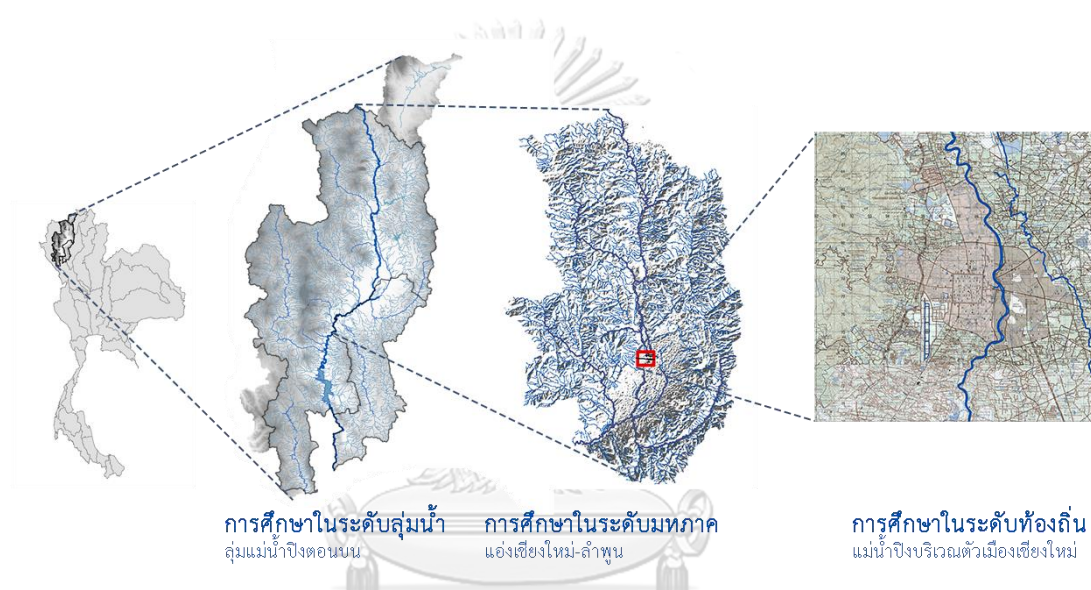 การศึกษาในระดับลุ่มน้ำ
ลุ่มแม่น้ำปิงตอนบน
การศึกษาในระดับมหภาค
แอ่งเชียงใหม่-ลำพูน
การศึกษาในระดับท้องถิ่น
แม่น้ำปิงบริเวณตัวเมืองเชียงใหม่